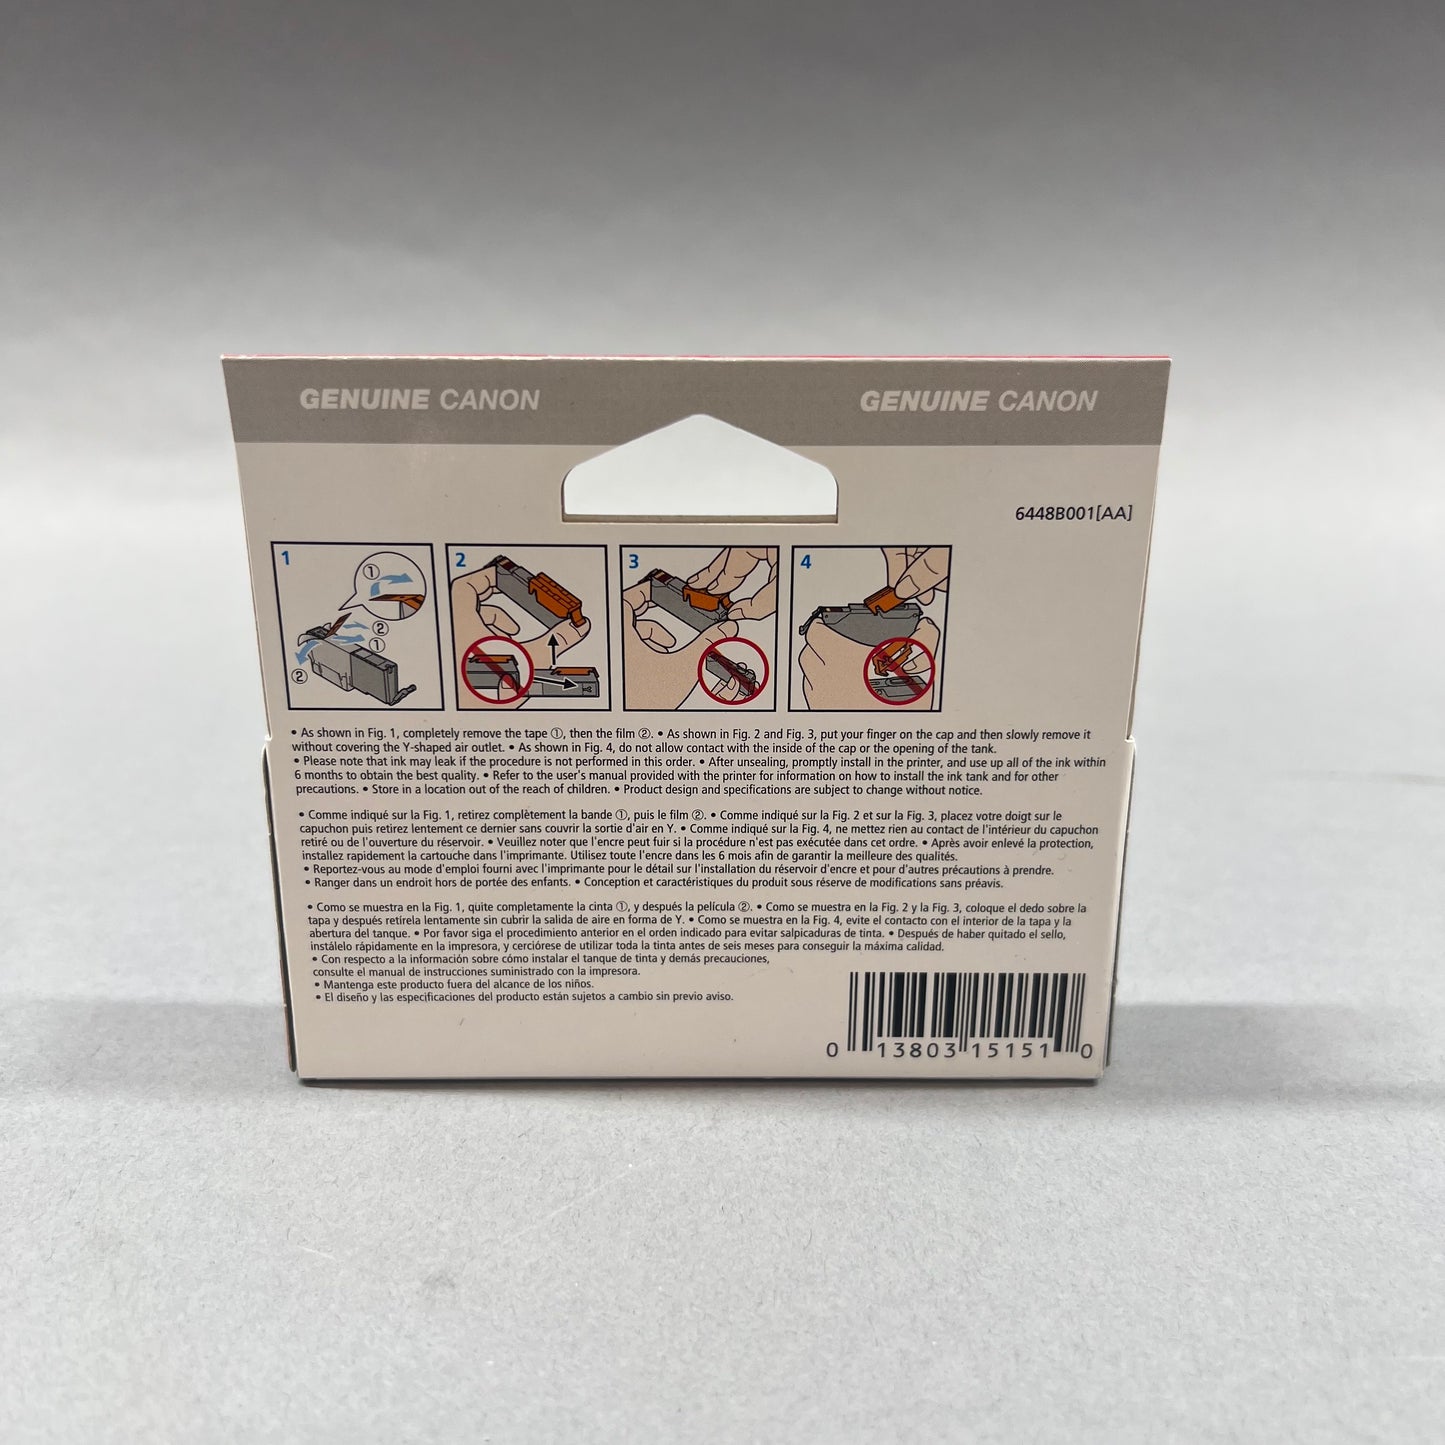 GENUINE CANON GENUINE CANON
6448B001[AA]
1 2 3 4
①
②
①
②
• As shown in Fig. 1, completely remove the tape ①, then the film ②. • As shown in Fig. 2 and Fig. 3, put your finger on the cap and then slowly remove it
without covering the Y-shaped air outlet. • As shown in Fig. 4, do not allow contact with the inside of the cap or the opening of the tank.
• Please note that ink may leak if the procedure is not performed in this order. • After unsealing, promptly install in the printer, and use up all of the ink within
6 months to obtain the best quality. • Refer to the user's manual provided with the printer for information on how to install the ink tank and for other
precautions. • Store in a location out of the reach of children. • Product design and specifications are subject to change without notice.
• Comme indiqué sur la Fig. 1, retirez complètement la bande ①, puis le film ②. • Comme indiqué sur la Fig. 2 et sur la Fig. 3, placez votre doigt sur le
capuchon puis retirez lentement ce dernier sans couvrir la sortie d'air en Y. • Comme indiqué sur la Fig. 4, ne mettez rien au contact de l'intérieur du capuchon
retiré ou de l'ouverture du réservoir. • Veuillez noter que l'encre peut fuir si la procédure n'est pas exécutée dans cet ordre. • Après avoir enlevé la protection,
installez rapidement la cartouche dans l'imprimante. Utilisez toute l'encre dans les 6 mois afin de garantir la meilleure des qualités.
• Reportez-vous au mode d'emploi fourni avec l'imprimante pour le détail sur l'installation du réservoir d'encre et pour d'autres précautions à prendre.
• Ranger dans un endroit hors de portée des enfants. • Conception et caractéristiques du produit sous réserve de modifications sans préavis.
• Como se muestra en la Fig. 1, quite completamente la cinta ①, y después la película ②. • Como se muestra en la Fig. 2 y la Fig. 3, coloque el dedo sobre la
tapa y después retírela lentamente sin cubrir la salida de aire en forma de Y. • Como se muestra en la Fig. 4, evite el contacto con el interior de la tapa y la
abertura del tanque. • Por favor siga el procedimiento anterior en el orden indicado para evitar salpicaduras de tinta. • Después de haber quitado el sello,
instálelo rápidamente en la impresora, y cerciórese de utilizar toda la tinta antes de seis meses para conseguir la máxima calidad.
• Con respecto a la información sobre cómo instalar el tanque de tinta y demás precauciones,
consulte el manual de instrucciones suministrado con la impresora.
• Mantenga este producto fuera del alcance de los niños.
• El diseño y las especificaciones del producto están sujetos a cambio sin previo aviso.
0 13803 15151 0